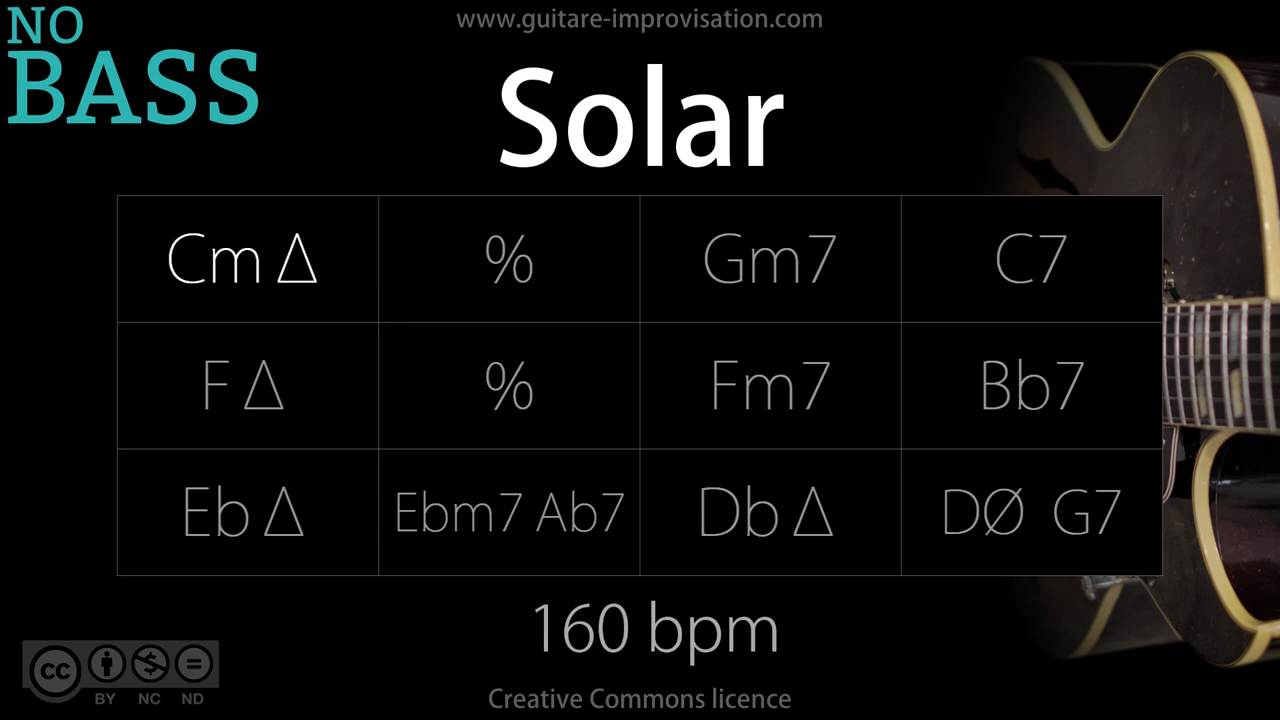 www.guitare-improvisation.com
NO
BASS
Solar
Cm Δ % Gm7 C7
F Δ % Fm7 Bb7
Eb Δ Ebm7 Ab7 Db Δ DØ G7
160 bpm
cc
BY NC ND
Creative Commons licence